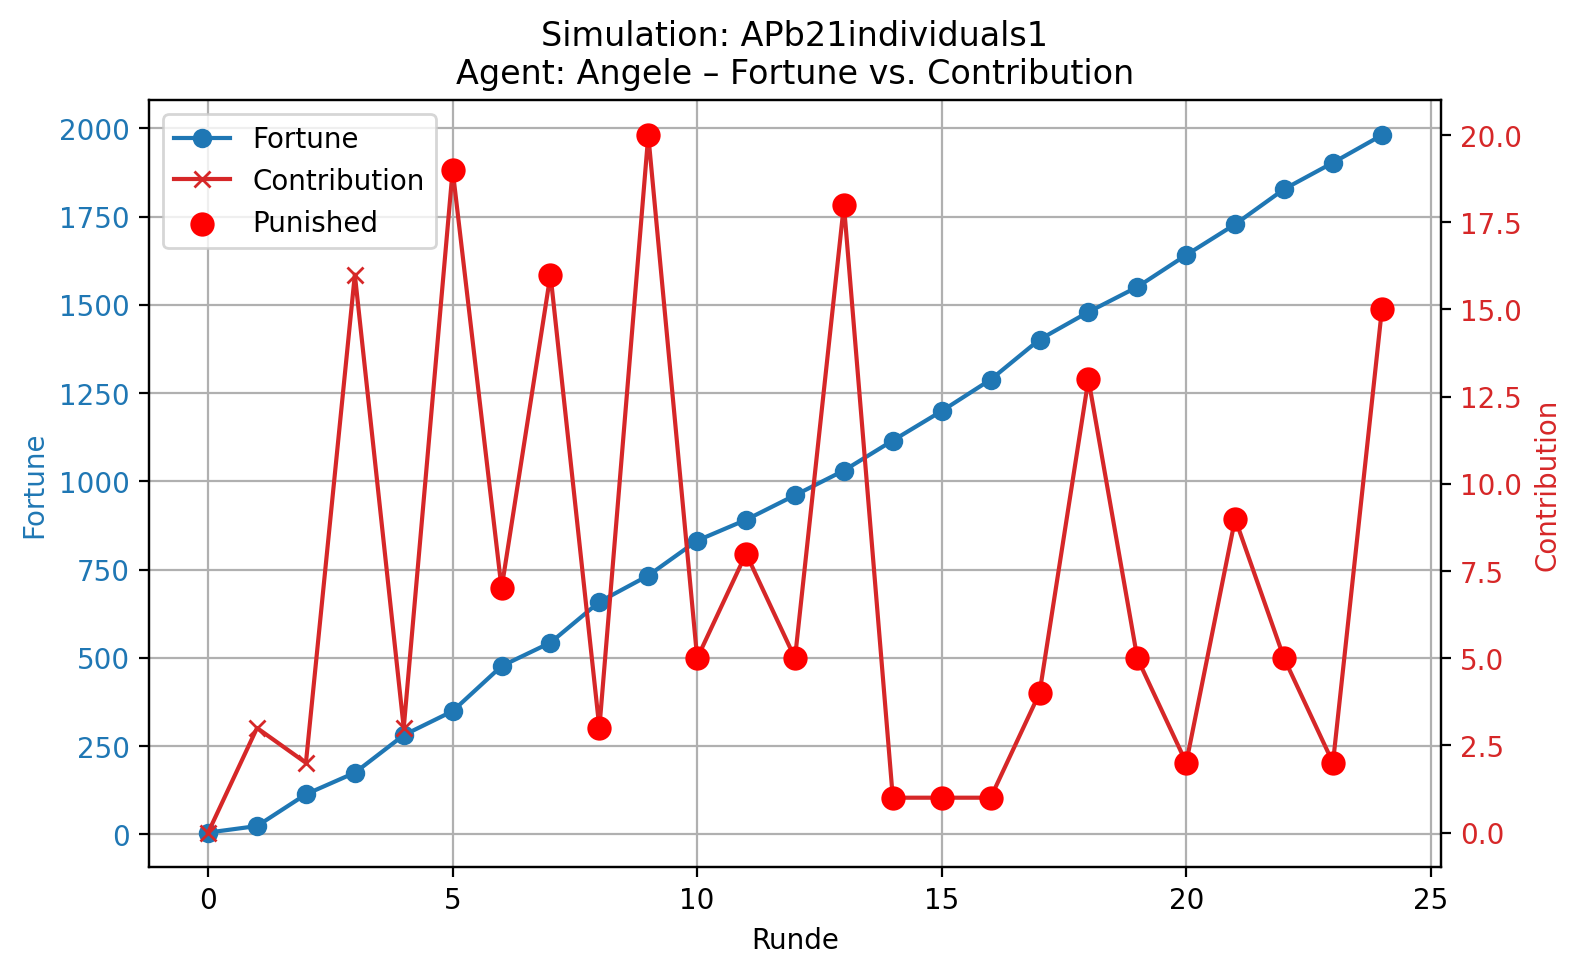 Simulation: APb21individuals1
Agent: Angele – Fortune vs. Contribution
Fortune
Contribution
Punished
2000
1750
1500
1250
1000
750
500
250
0
Fortune
20.0
17.5
15.0
12.5
10.0
7.5
5.0
2.5
0.0
Contribution
0 5 10 15 20 25
Runde